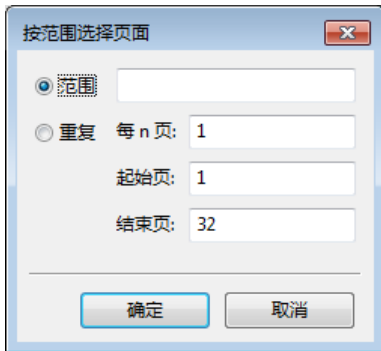 按范围选择页面
范围
重复 每 n 页: 1
起始页: 1
结束页: 32
确定 取消